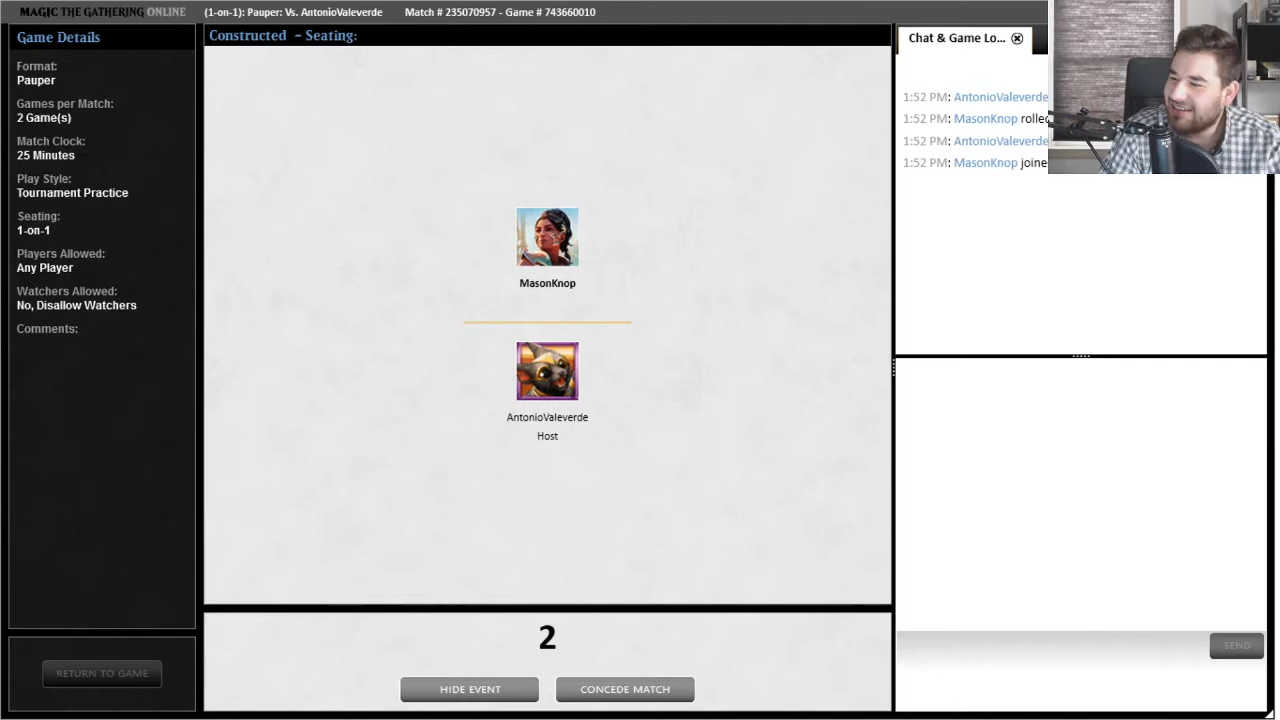 MAGIC THE GATHERING ONLINE
(1-on-1): Pauper: Vs. AntonioValeverde Match # 235070957 - Game # 743660010
Game Details
Format:
Pauper
Games per Match:
2 Game(s)
Match Clock:
25 Minutes
Play Style:
Tournament Practice
Seating:
1-on-1
Players Allowed:
Any Player
Watchers Allowed:
No, Disallow Watchers
Comments:
RETURN TO GAME
Constructed - Seating:
MasonKnop
AntonioValeverde
Host
2
HIDE EVENT
CONCEDE MATCH
Chat & Game Lo...
1:52 PM: AntonioValeverde
1:52 PM: MasonKnop rolled
1:52 PM: AntonioValeverde
1:52 PM: MasonKnop joine
SEND